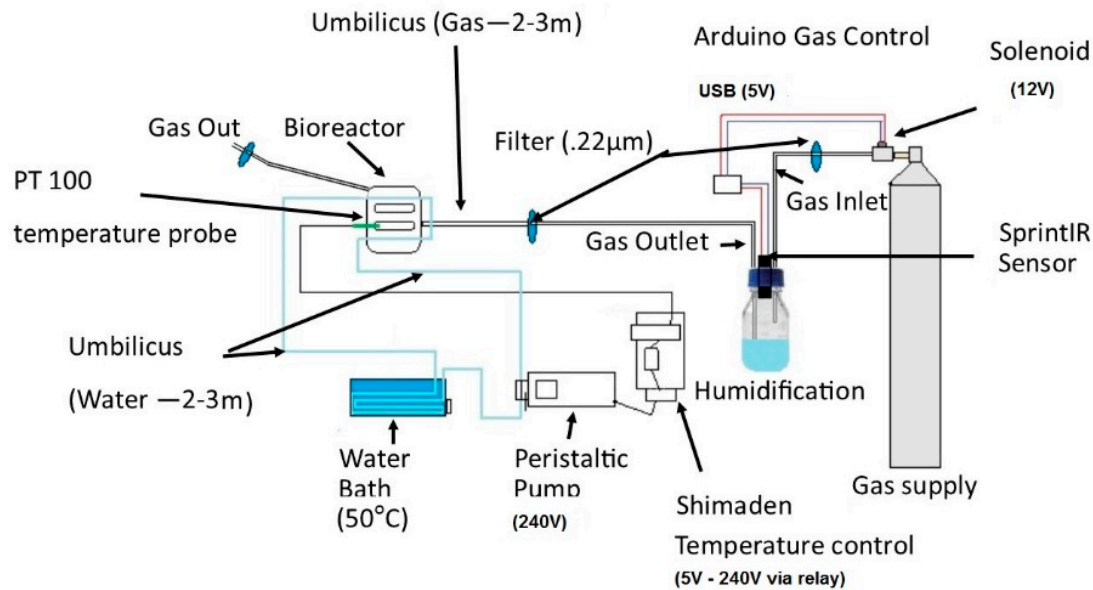 Umbilicus (Gas—2-3m)
Arduino Gas Control
Solenoid
(12V)
USB (5V)
Gas Out
Bioreactor
Filter (.22µm)
PT 100
temperature probe
Gas Inlet
Gas Outlet
SprintIR
Sensor
Umbilicus
(Water —2-3m)
Humidification
Water
Bath
(50°C)
Peristaltic
Pump
(240V)
Shimaden
Temperature control
(5V - 240V via relay)
Gas supply